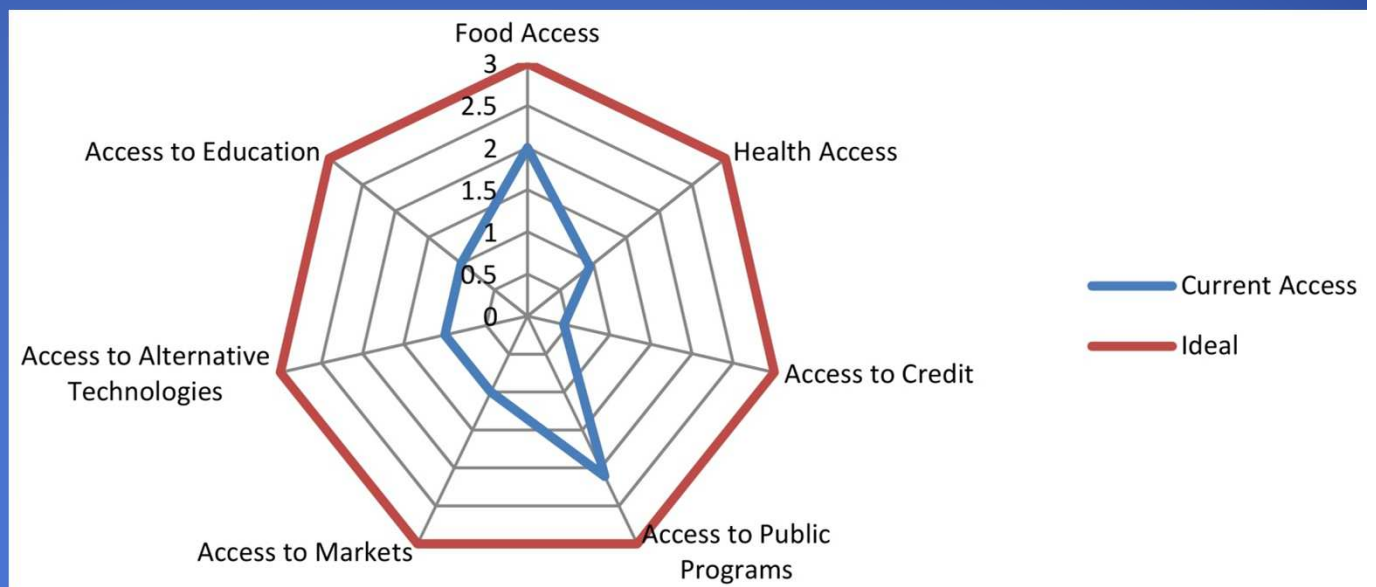 Food Access
3
2.5
2
1.5
1
0.5
0
Health Access
Access to Credit
Access to Public
Programs
Access to Markets
Access to Alternative
Technologies
Access to Education
Current Access
Ideal